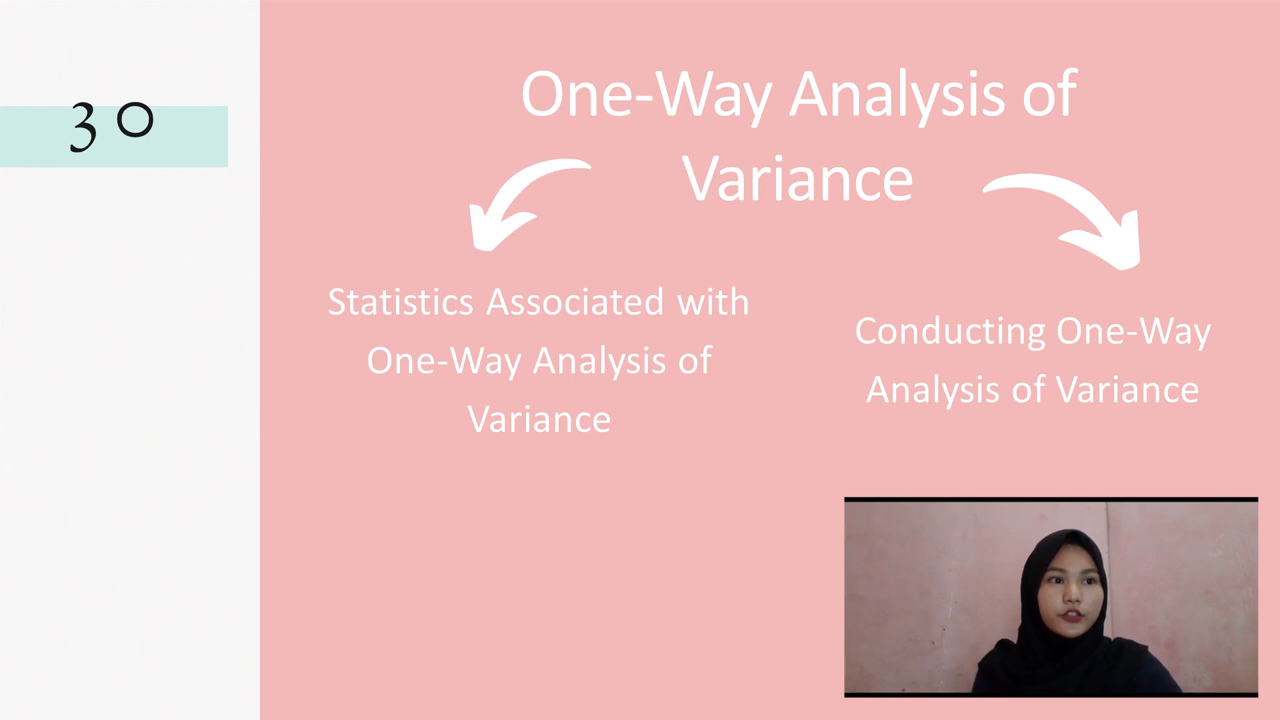 30
One-Way Analysis of
Variance
Statistics Associated with
One-Way Analysis of
Variance
Conducting One-Way
Analysis of Variance